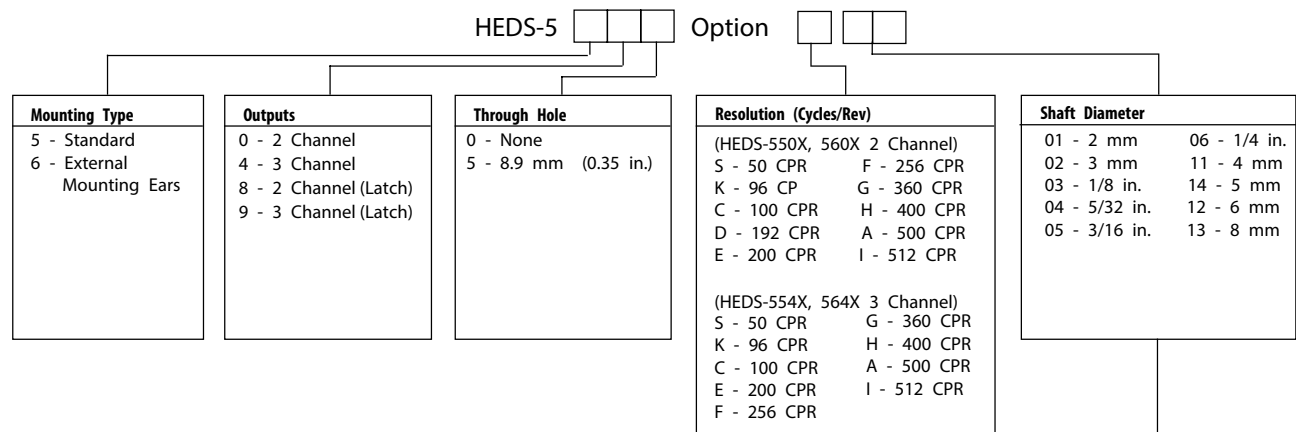 HEDS-5 Option
Mounting Type
5 - Standard
6 - External
Mounting Ears
Outputs
0 - 2 Channel
4 - 3 Channel
8 - 2 Channel (Latch)
9 - 3 Channel (Latch)
Through Hole
0 - None
5 - 8.9 mm (0.35 in.)
Resolution (Cycles/Rev)
(HEDS-550X, 560X 2 Channel)
S - 50 CPR F - 256 CPR
K - 96 CP G - 360 CPR
C - 100 CPR H - 400 CPR
D - 192 CPR A - 500 CPR
E - 200 CPR I - 512 CPR
(HEDS-554X, 564X 3 Channel)
S - 50 CPR G - 360 CPR
K - 96 CPR H - 400 CPR
C - 100 CPR A - 500 CPR
E - 200 CPR I - 512 CPR
F - 256 CPR
Shaft Diameter
01 - 2 mm 06 - 1/4 in.
02 - 3 mm 11 - 4 mm
03 - 1/8 in. 14 - 5 mm
04 - 5/32 in. 12 - 6 mm
05 - 3/16 in. 13 - 8 mm